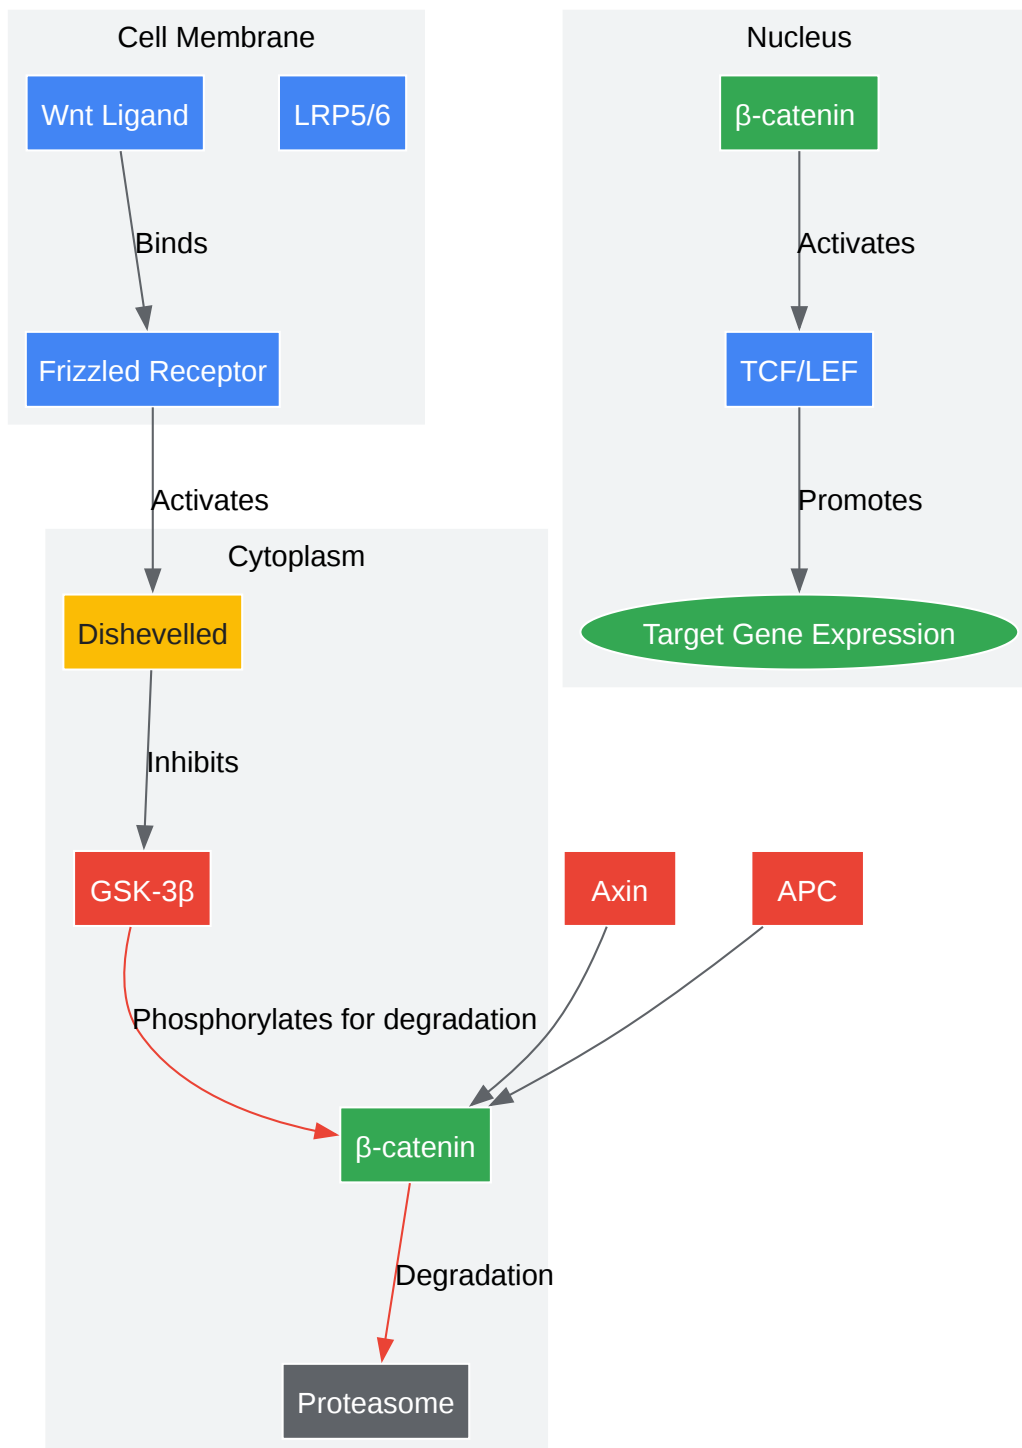 Cell Membrane
Wnt Ligand
LRP5/6
Binds
Frizzled Receptor
Activates
Cytoplasm
Dishevelled
Inhibits
GSK-3β
Phosphorylates for degradation
β-catenin
Degradation
Proteasome
Axin
APC
Nucleus
β-catenin
Activates
TCF/LEF
Promotes
Target Gene Expression